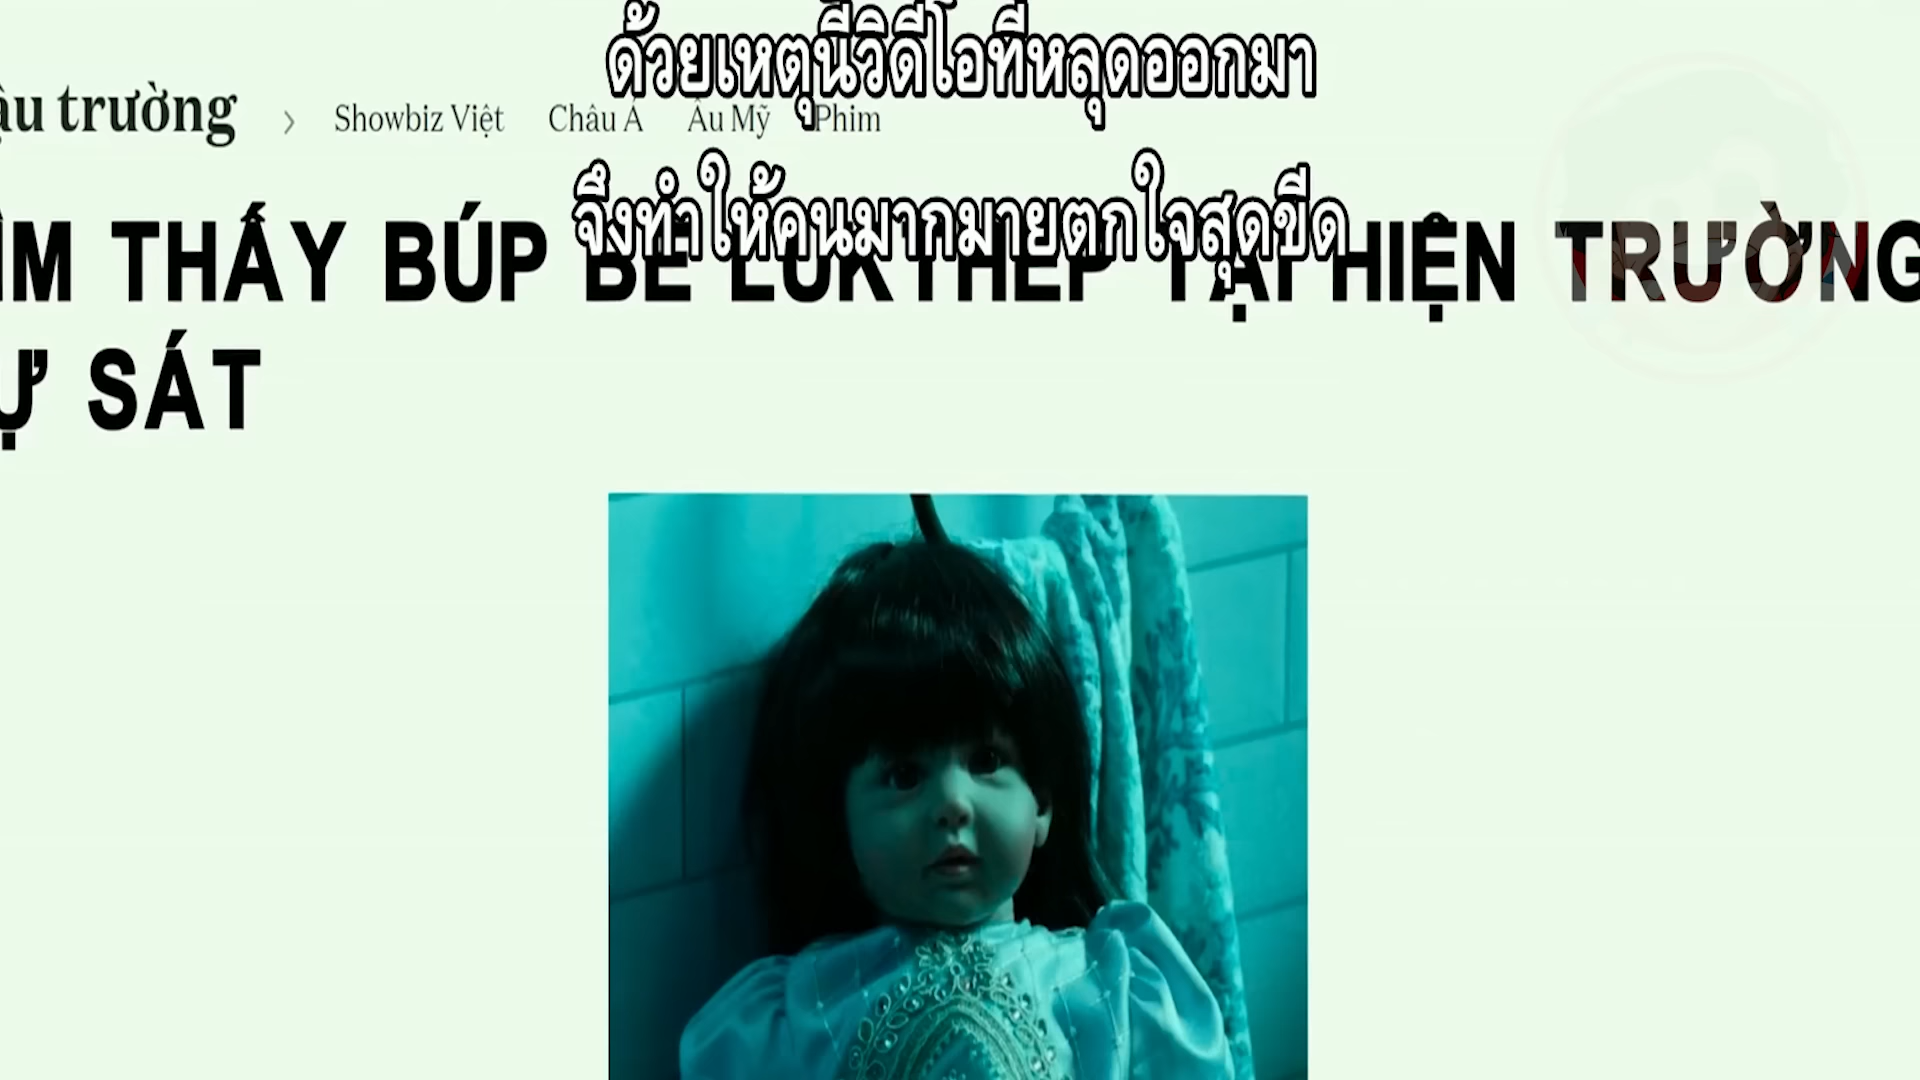 ด้วยเหตุนี้วิดีโอที่หลุดออกมา
ậu trường › Showbiz Việt Châu Á Âu Mỹ Phim
จึงทำให้คนมากมายตกใจสุดขีด
ÌM THẤY BÚP BÊ LUKTHEP TẠI HIỆN TRƯỜNG
Ự SÁT